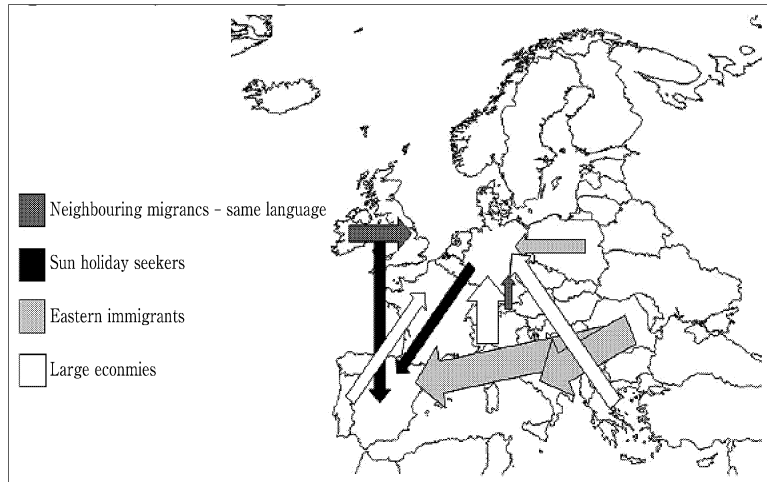 Neighbouring migrancs – same language
Sun holiday seekers
Eastern immigrants
Large econmies